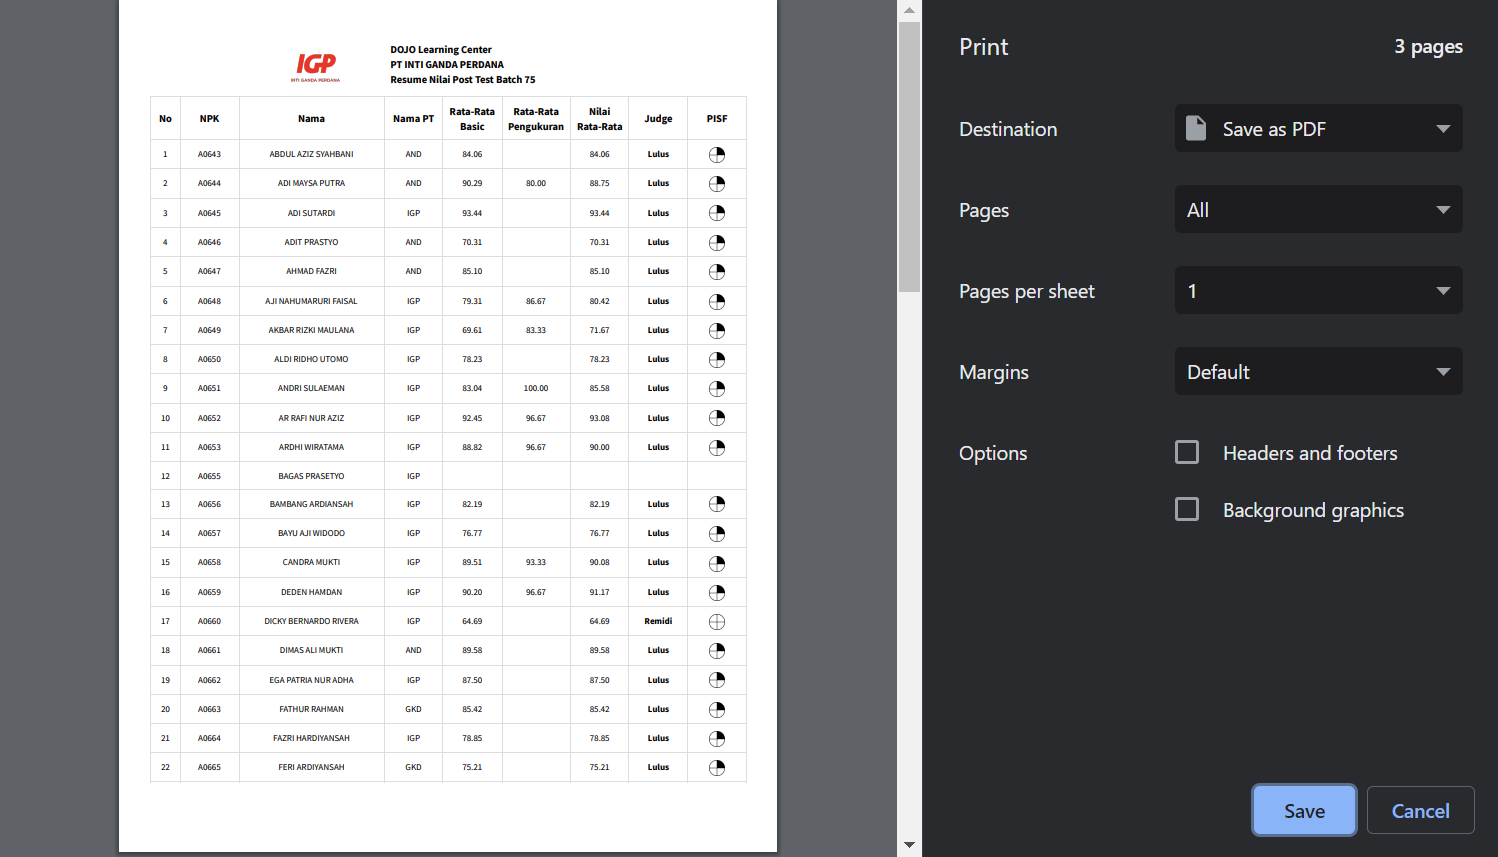 IGP
INTI GANDA PERDANA
DOJO Learning Center
PT INTI GANDA PERDANA
Resume Nilai Post Test Batch 75
No NPK Nama Nama PT Rata-Rata Basic Rata-Rata Pengukuran Nilai Rata-Rata Judge PISF
1 A0643 ABDUL AZIZ SYAHBANI AND 84.06 84.06 Lulus
2 A0644 ADI MAYSA PUTRA AND 90.29 80.00 88.75 Lulus
3 A0645 ADI SUTARDI IGP 93.44 93.44 Lulus
4 A0646 ADIT PRASTYO AND 70.31 70.31 Lulus
5 A0647 AHMAD FAZRI AND 85.10 85.10 Lulus
6 A0648 AJI NAHUMARURI FAISAL IGP 79.31 86.67 80.42 Lulus
7 A0649 AKBAR RIZKI MAULANA IGP 69.61 83.33 71.67 Lulus
8 A0650 ALDI RIDHO UTOMO IGP 78.23 78.23 Lulus
9 A0651 ANDRI SULAEMAN IGP 83.04 100.00 85.58 Lulus
10 A0652 AR RAFI NUR AZIZ IGP 92.45 96.67 93.08 Lulus
11 A0653 ARDHI WIRATAMA IGP 88.82 96.67 90.00 Lulus
12 A0655 BAGAS PRASETYO IGP
13 A0656 BAMBANG ARDIANSAH IGP 82.19 82.19 Lulus
14 A0657 BAYU AJI WIDODO IGP 76.77 76.77 Lulus
15 A0658 CANDRA MUKTI IGP 89.51 93.33 90.08 Lulus
16 A0659 DEDEN HAMDAN IGP 90.20 96.67 91.17 Lulus
17 A0660 DICKY BERNARDO RIVERA IGP 64.69 64.69 Remidi
18 A0661 DIMAS ALI MUKTI AND 89.58 89.58 Lulus
19 A0662 EGA PATRIA NUR ADHA IGP 87.50 87.50 Lulus
20 A0663 FATHUR RAHMAN GKD 85.42 85.42 Lulus
21 A0664 FAZRI HARDIYANSAH IGP 78.85 78.85 Lulus
22 A0665 FERI ARDIYANSAH GKD 75.21 75.21 Lulus
Print 3 pages
Destination Save as PDF
Pages All
Pages per sheet 1
Margins Default
Options Headers and footers
Background graphics
Save Cancel